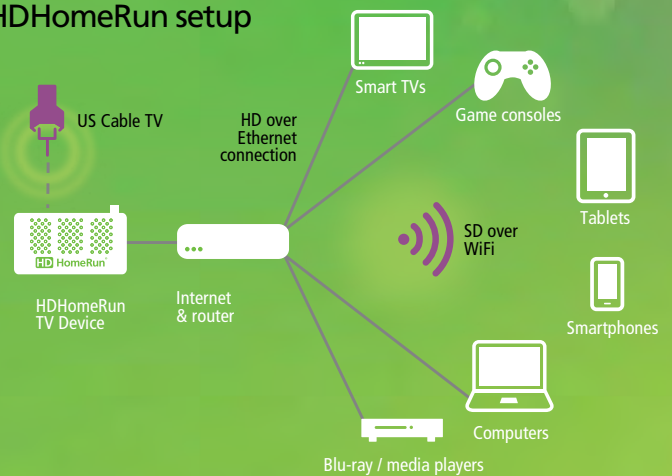 HDHomeRun setup
US Cable TV
HD over
Ethernet
connection
Smart TVs
Game consoles
Tablets
SD over
WiFi
HD HomeRun
HDHomeRun
TV Device
Internet
& router
Smartphones
Computers
Blu-ray / media players